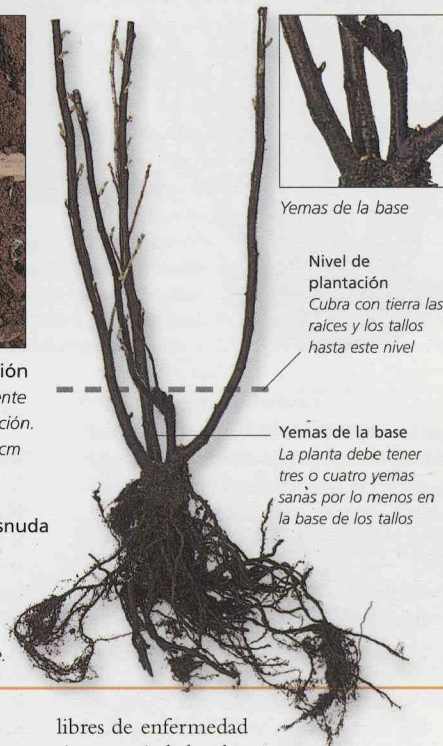 Yemas de la base
Nivel de
plantación
Cubra con tierra las
raíces y los tallos
hasta este nivel
ión
ente
ción.
cm
Yemas de la base
La planta debe tener
tres o cuatro yemas
sanas por lo menos en
la base de los tallos
snuda
e.
libres de enfermedad